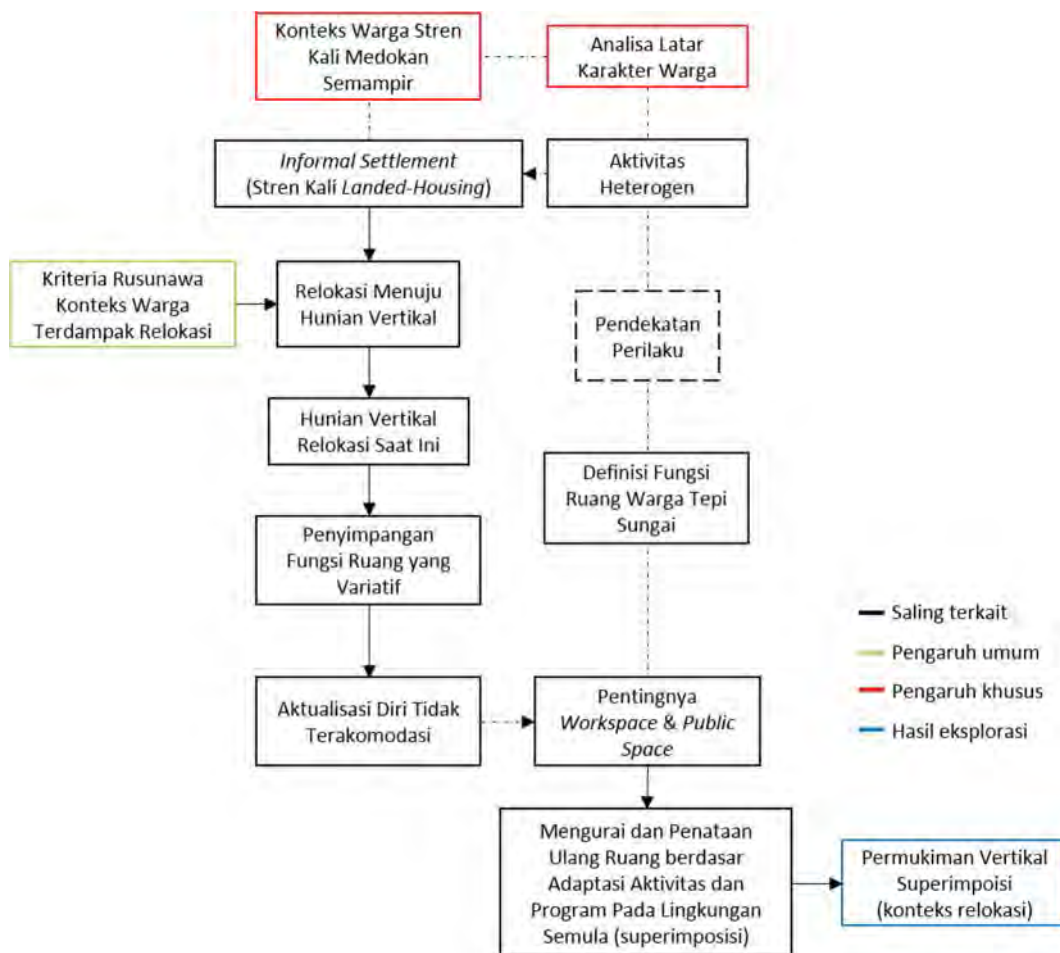 Konteks Warga Stren
Kali Medokan
Semampir
Analisa Latar
Karakter Warga
Informal Settlement
(Stren Kali Landed-Housing)
Aktivitas
Heterogen
Kriteria Rusunawa
Konteks Warga
Terdampak Relokasi
Relokasi Menuju
Hunian Vertikal
Pendekatan
Perilaku
Hunian Vertikal
Relokasi Saat Ini
Definisi Fungsi
Ruang Warga Tepi
Sungai
Penyimpangan
Fungsi Ruang yang
Variatif
Saling terkait
Pengaruh umum
Pengaruh khusus
Hasil eksplorasi
Aktualisasi Diri Tidak
Terakomodasi
Pentingnya
Workspace & Public
Space
Mengurai dan Penataan
Ulang Ruang berdasar
Adaptasi Aktivitas dan
Program Pada Lingkungan
Semula (superimposisi)
Permukiman Vertikal
Superimpoisi
(konteks relokasi)